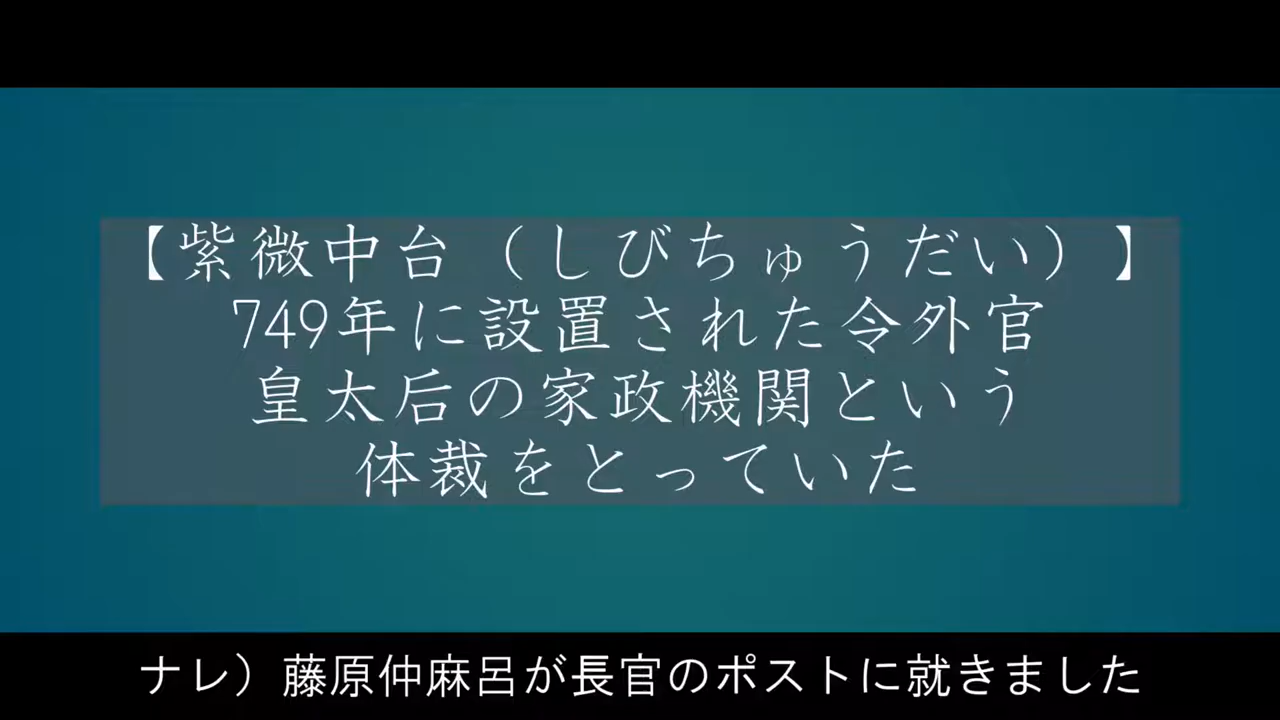 【紫微中台（しびちゅうだい）】
749年に設置された令外官
皇太后の家政機関という
体裁をとっていた
ナレ）藤原仲麻呂が長官のポストに就きました